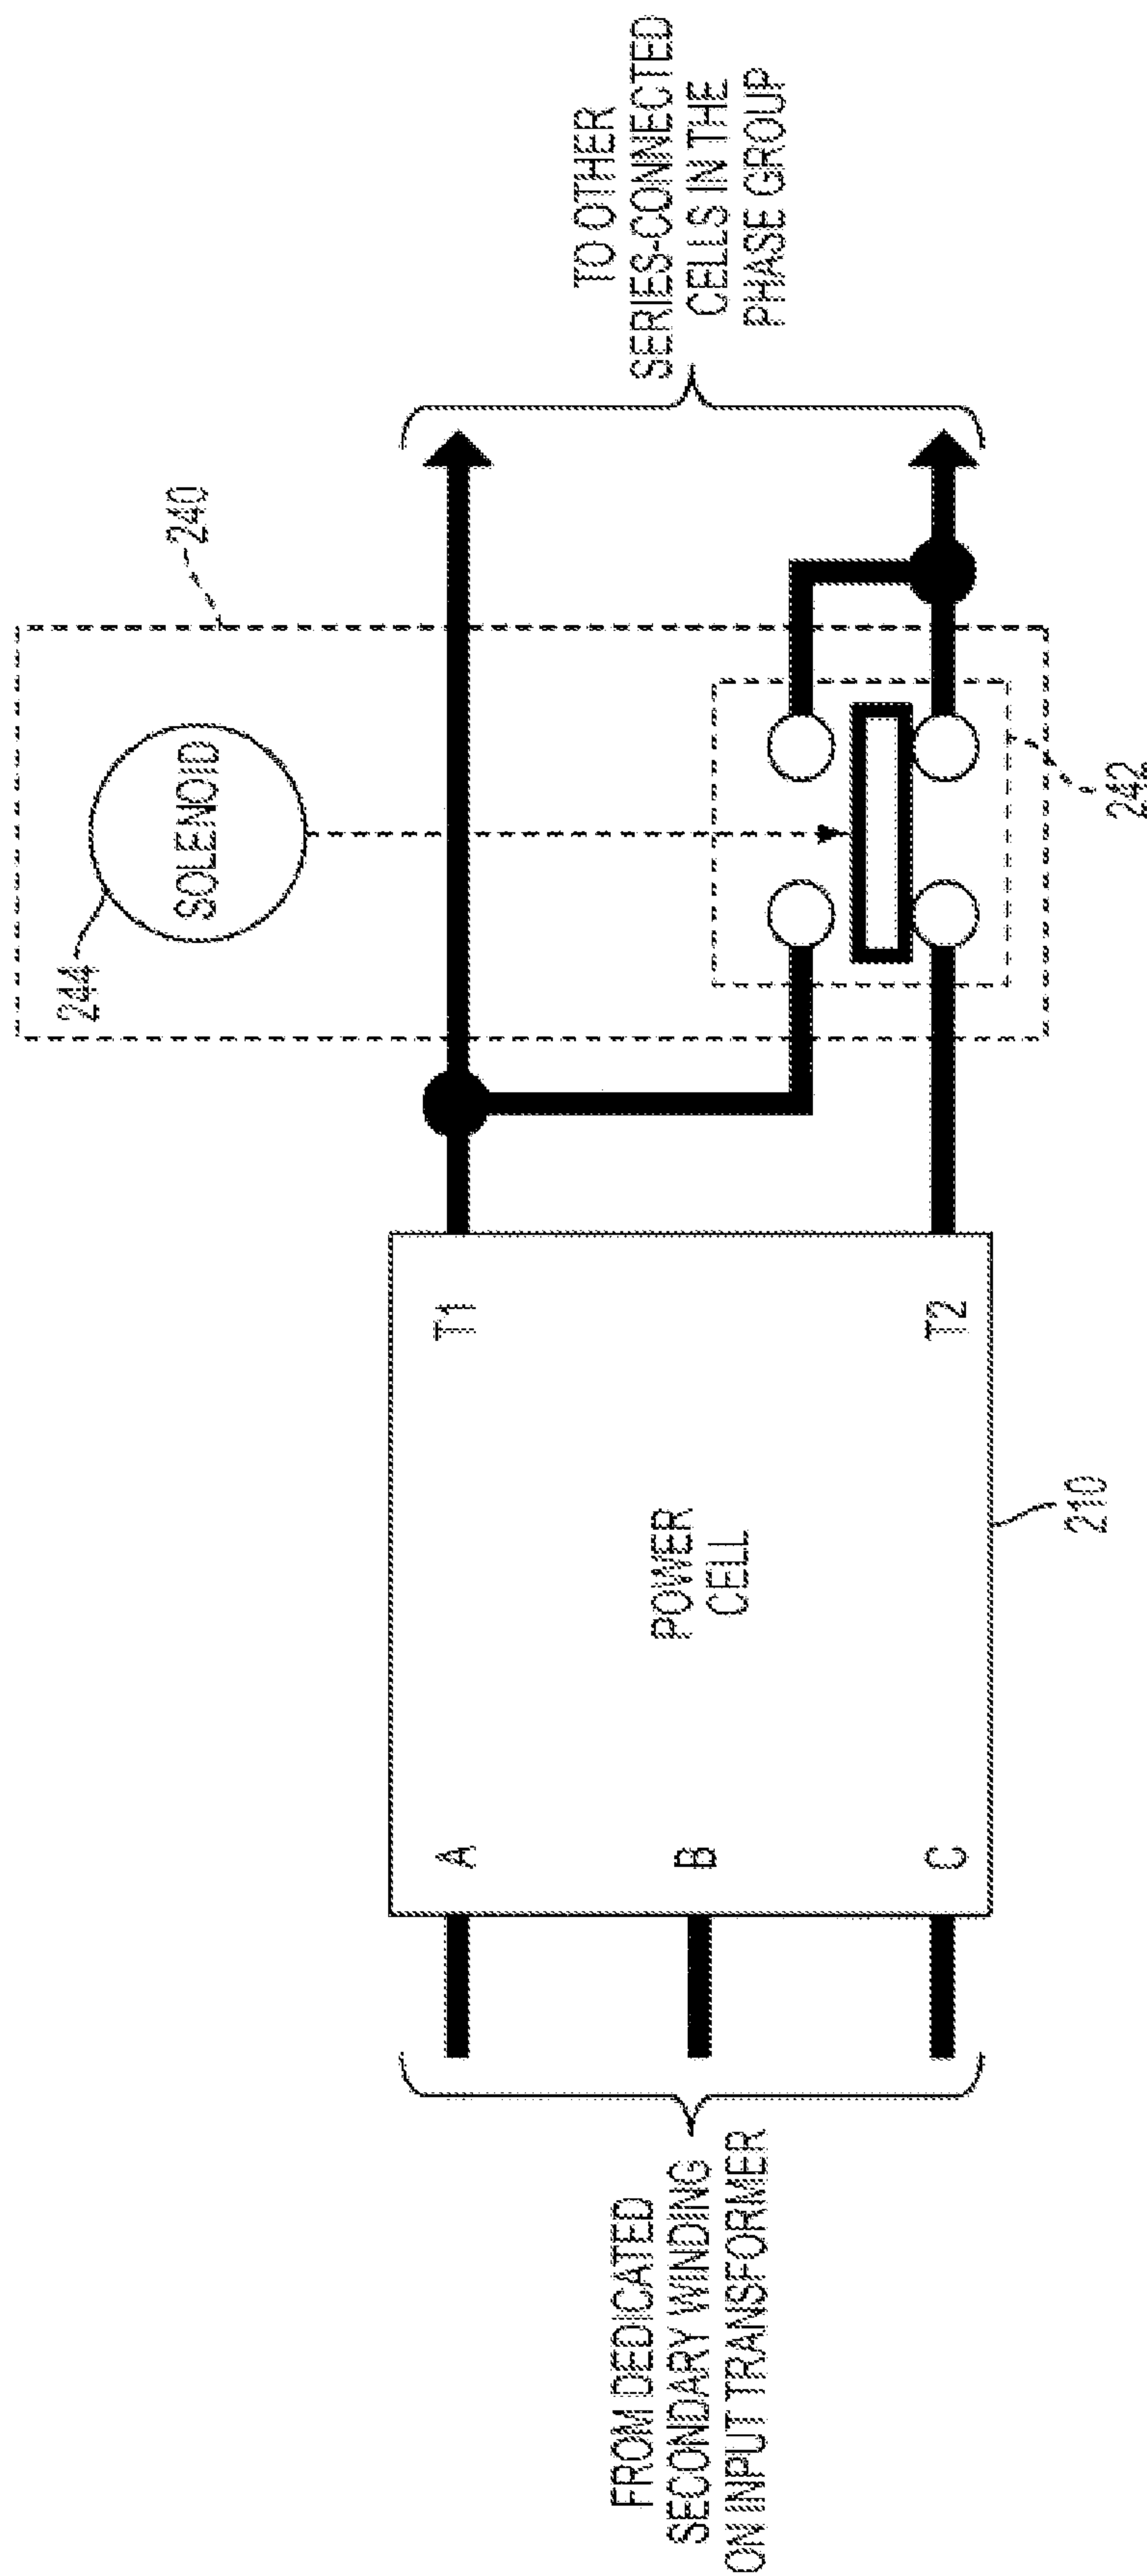 FROM DEDICATED
SECONDARY WINDING
ON INPUT TRANSFORMER
A
B
C
POWER
CELL
T1
T2
210
244
SOLENOID
240
242
TO OTHER
SERIES-CONNECTED
CELLS IN THE
PHASE GROUP